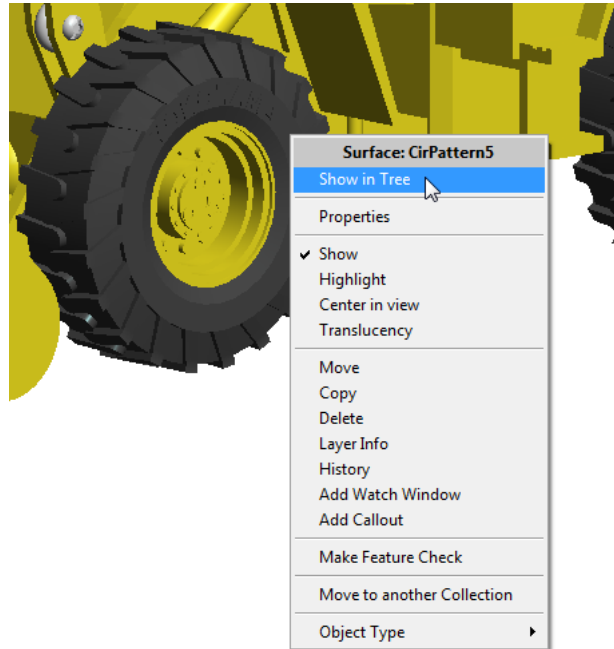 Surface: CirPattern5
Show in Tree
Properties
Show
Highlight
Center in view
Translucency
Move
Copy
Delete
Layer Info
History
Add Watch Window
Add Callout
Make Feature Check
Move to another Collection
Object Type